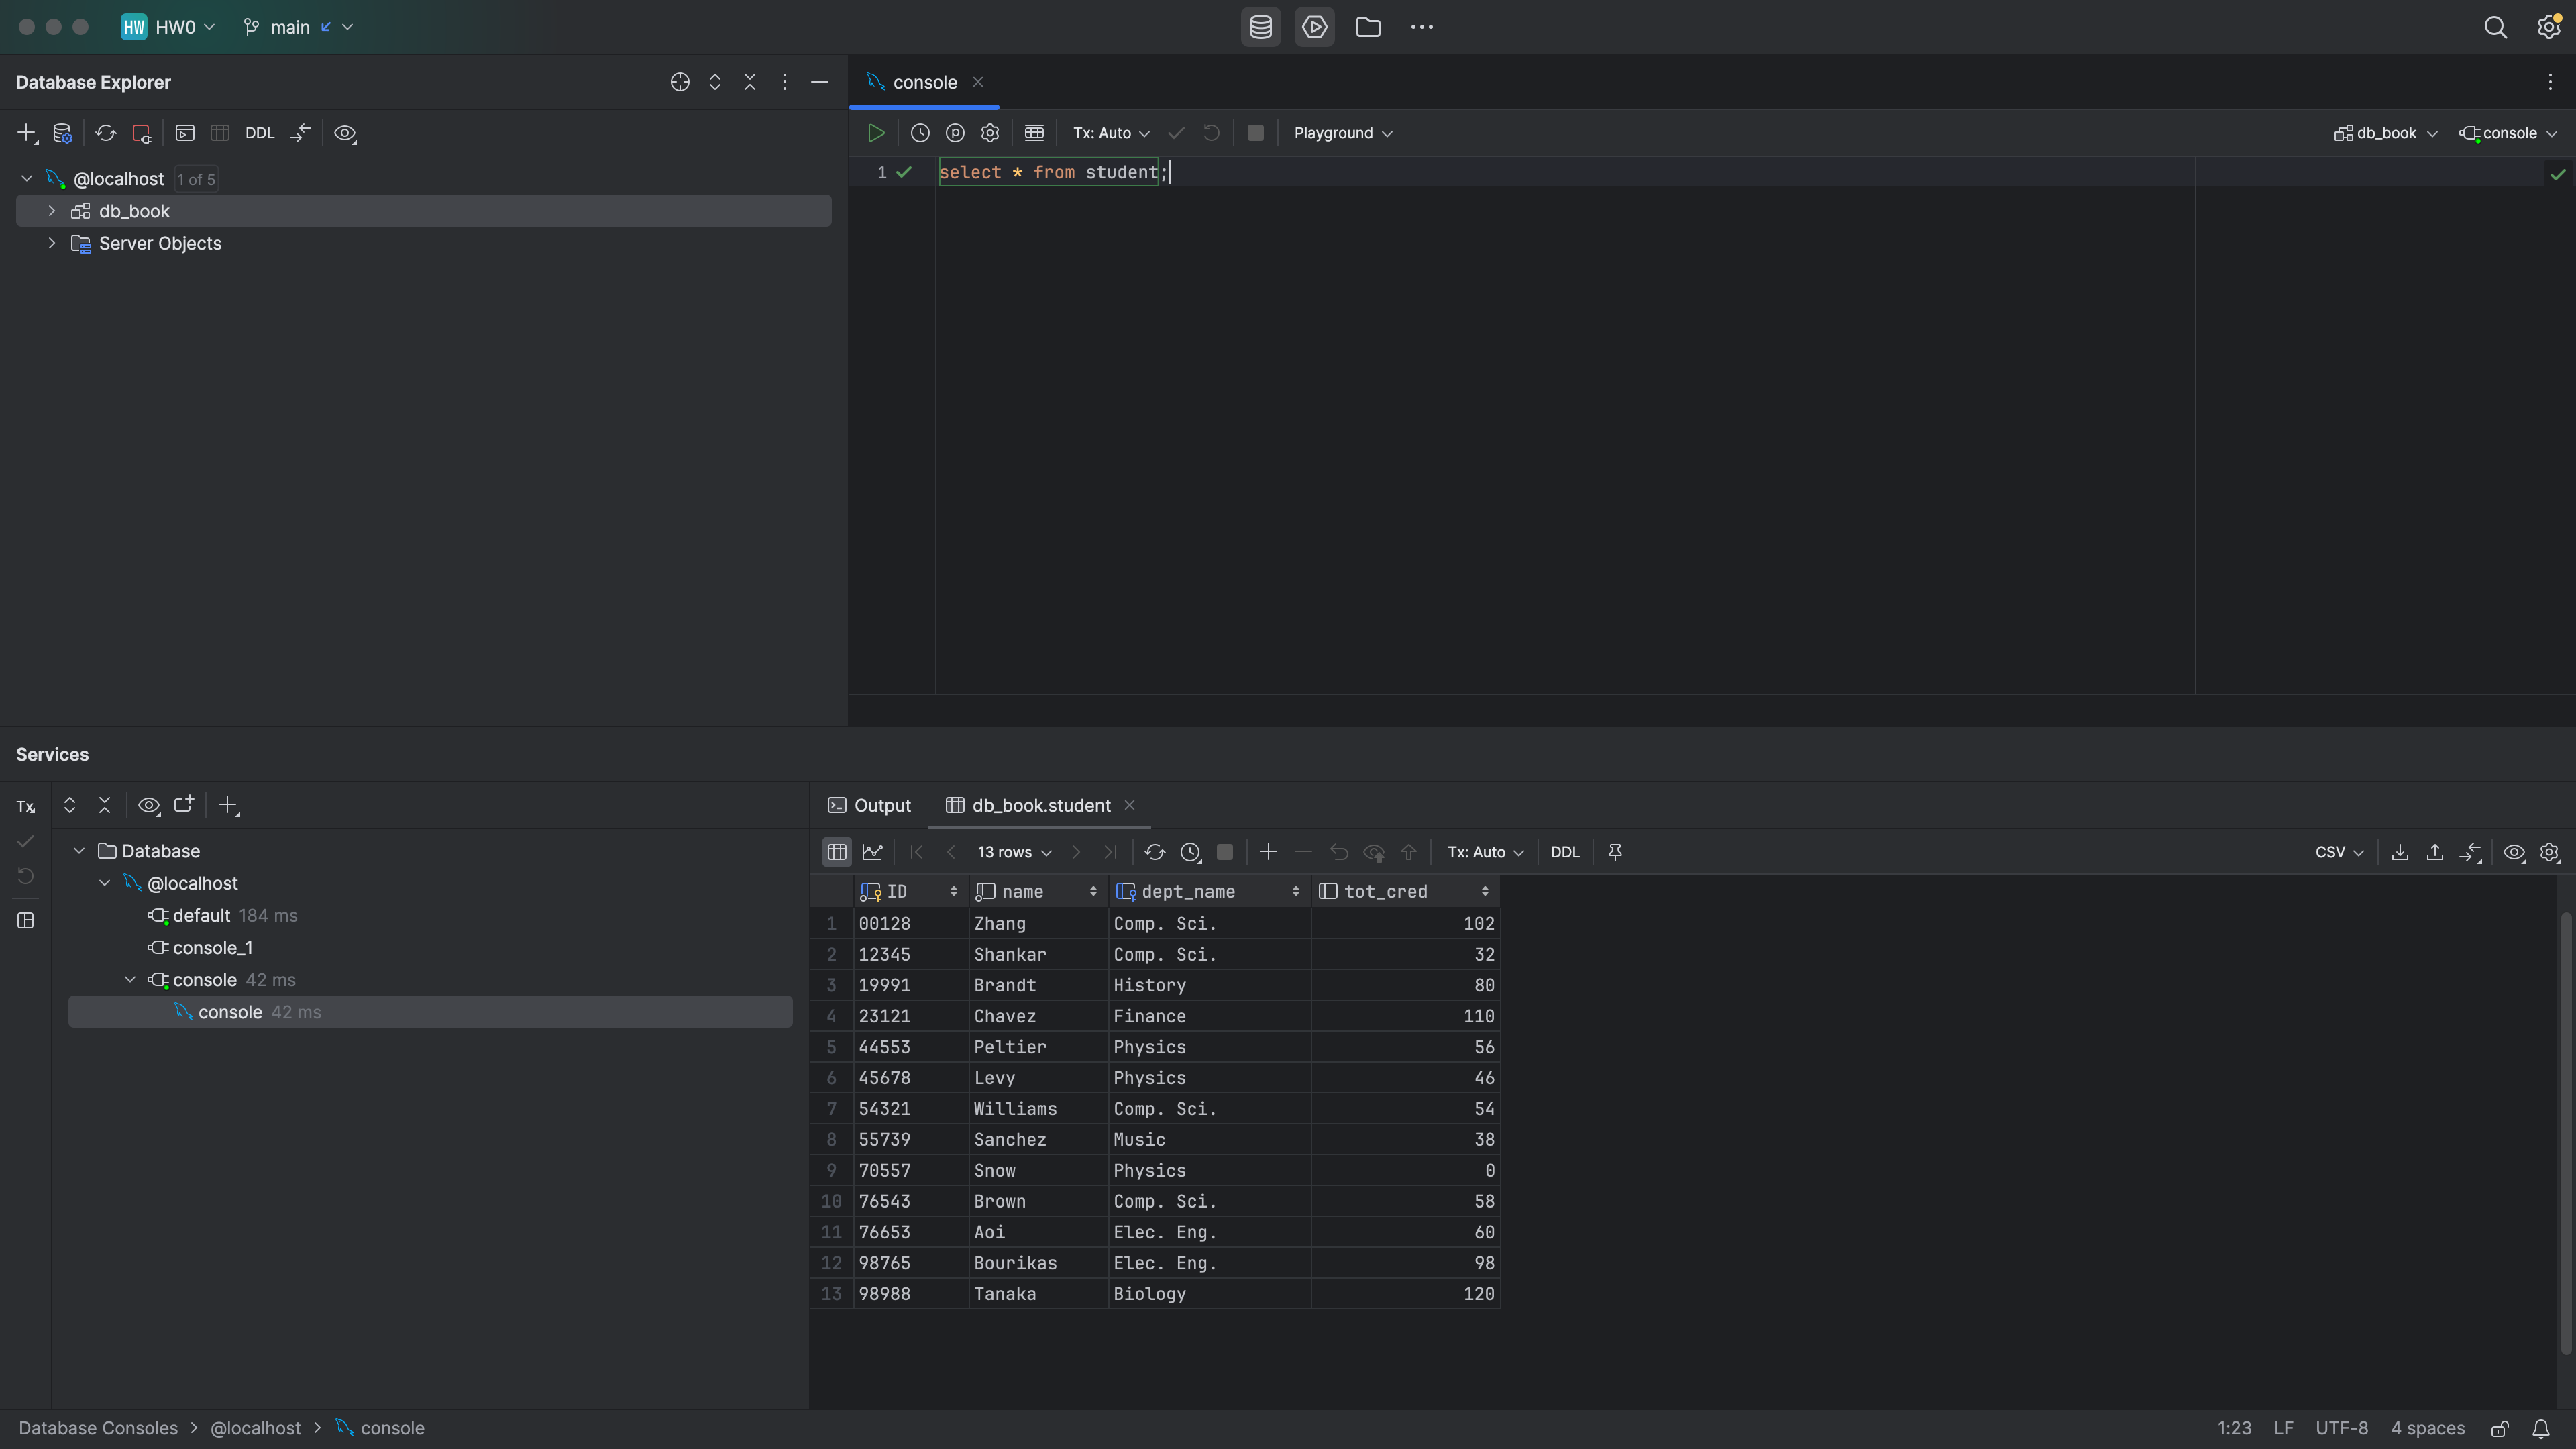 HW HW0 main
Database Explorer
DDL
@localhost 1 of 5
db_book
Server Objects
console
Tx: Auto Playground db_book console
1 select * from student;
Services
Tx
Database
@localhost
default 184 ms
console_1
console 42 ms
console 42 ms
Output db_book.student
13 rows Tx: Auto DDL CSV
ID name dept_name tot_cred
1 00128 Zhang Comp. Sci. 102
2 12345 Shankar Comp. Sci. 32
3 19991 Brandt History 80
4 23121 Chavez Finance 110
5 44553 Peltier Physics 56
6 45678 Levy Physics 46
7 54321 Williams Comp. Sci. 54
8 55739 Sanchez Music 38
9 70557 Snow Physics 0
10 76543 Brown Comp. Sci. 58
11 76653 Aoi Elec. Eng. 60
12 98765 Bourikas Elec. Eng. 98
13 98988 Tanaka Biology 120
Database Consoles > @localhost > console
1:23 LF UTF-8 4 spaces